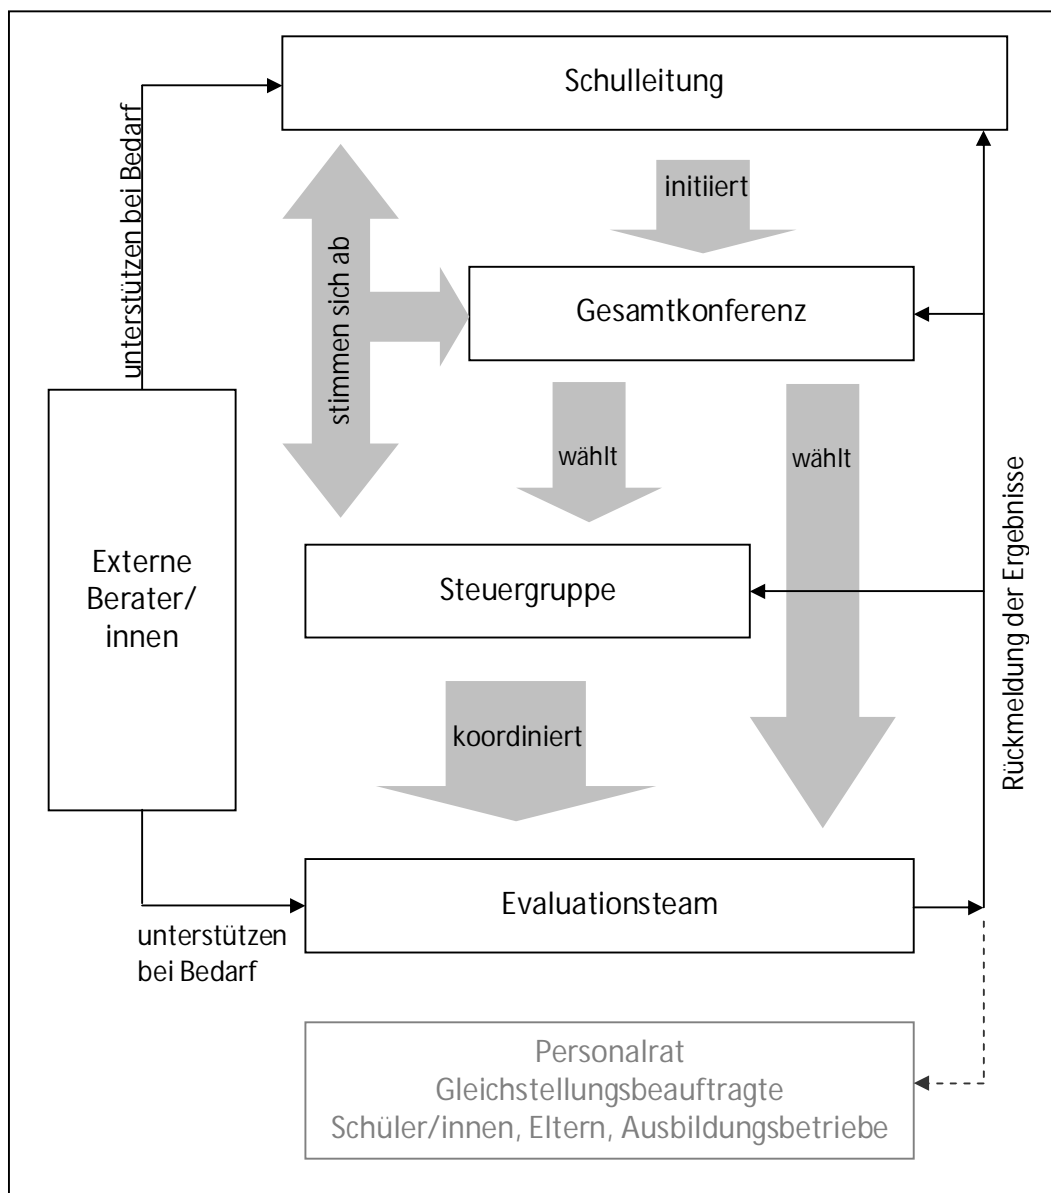 Schulleitung
unterstützen bei Bedarf
initiiert
stimmen sich ab
Gesamtkonferenz
wählt
wählt
Rückmeldung der Ergebnisse
Externe
Berater/
innen
Steuergruppe
koordiniert
Evaluationsteam
unterstützen
bei Bedarf
Personalrat
Gleichstellungsbeauftragte
Schüler/innen, Eltern, Ausbildungsbetriebe